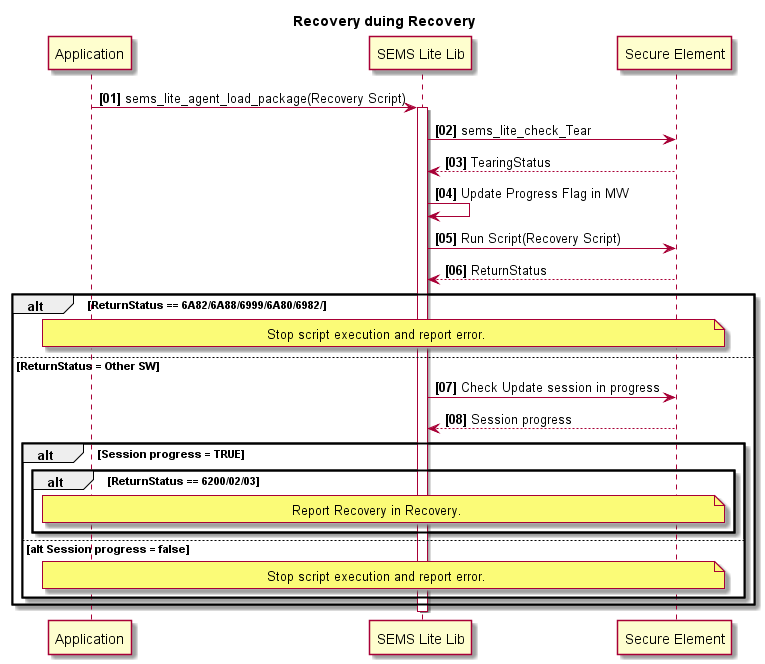 Recovery duing Recovery
Application
SEMS Lite Lib
Secure Element
[01] sems_lite_agent_load_package(Recovery Script)
[02] sems_lite_check_Tear
[03] TearingStatus
[04] Update Progress Flag in MW
[05] Run Script(Recovery Script)
[06] ReturnStatus
alt [ReturnStatus == 6A82/6A88/6999/6A80/6982/]
Stop script execution and report error.
[ReturnStatus = Other SW]
[07] Check Update session in progress
[08] Session progress
alt [Session progress = TRUE]
alt [ReturnStatus == 6200/02/03]
Report Recovery in Recovery.
[alt Session progress = false]
Stop script execution and report error.
Application
SEMS Lite Lib
Secure Element